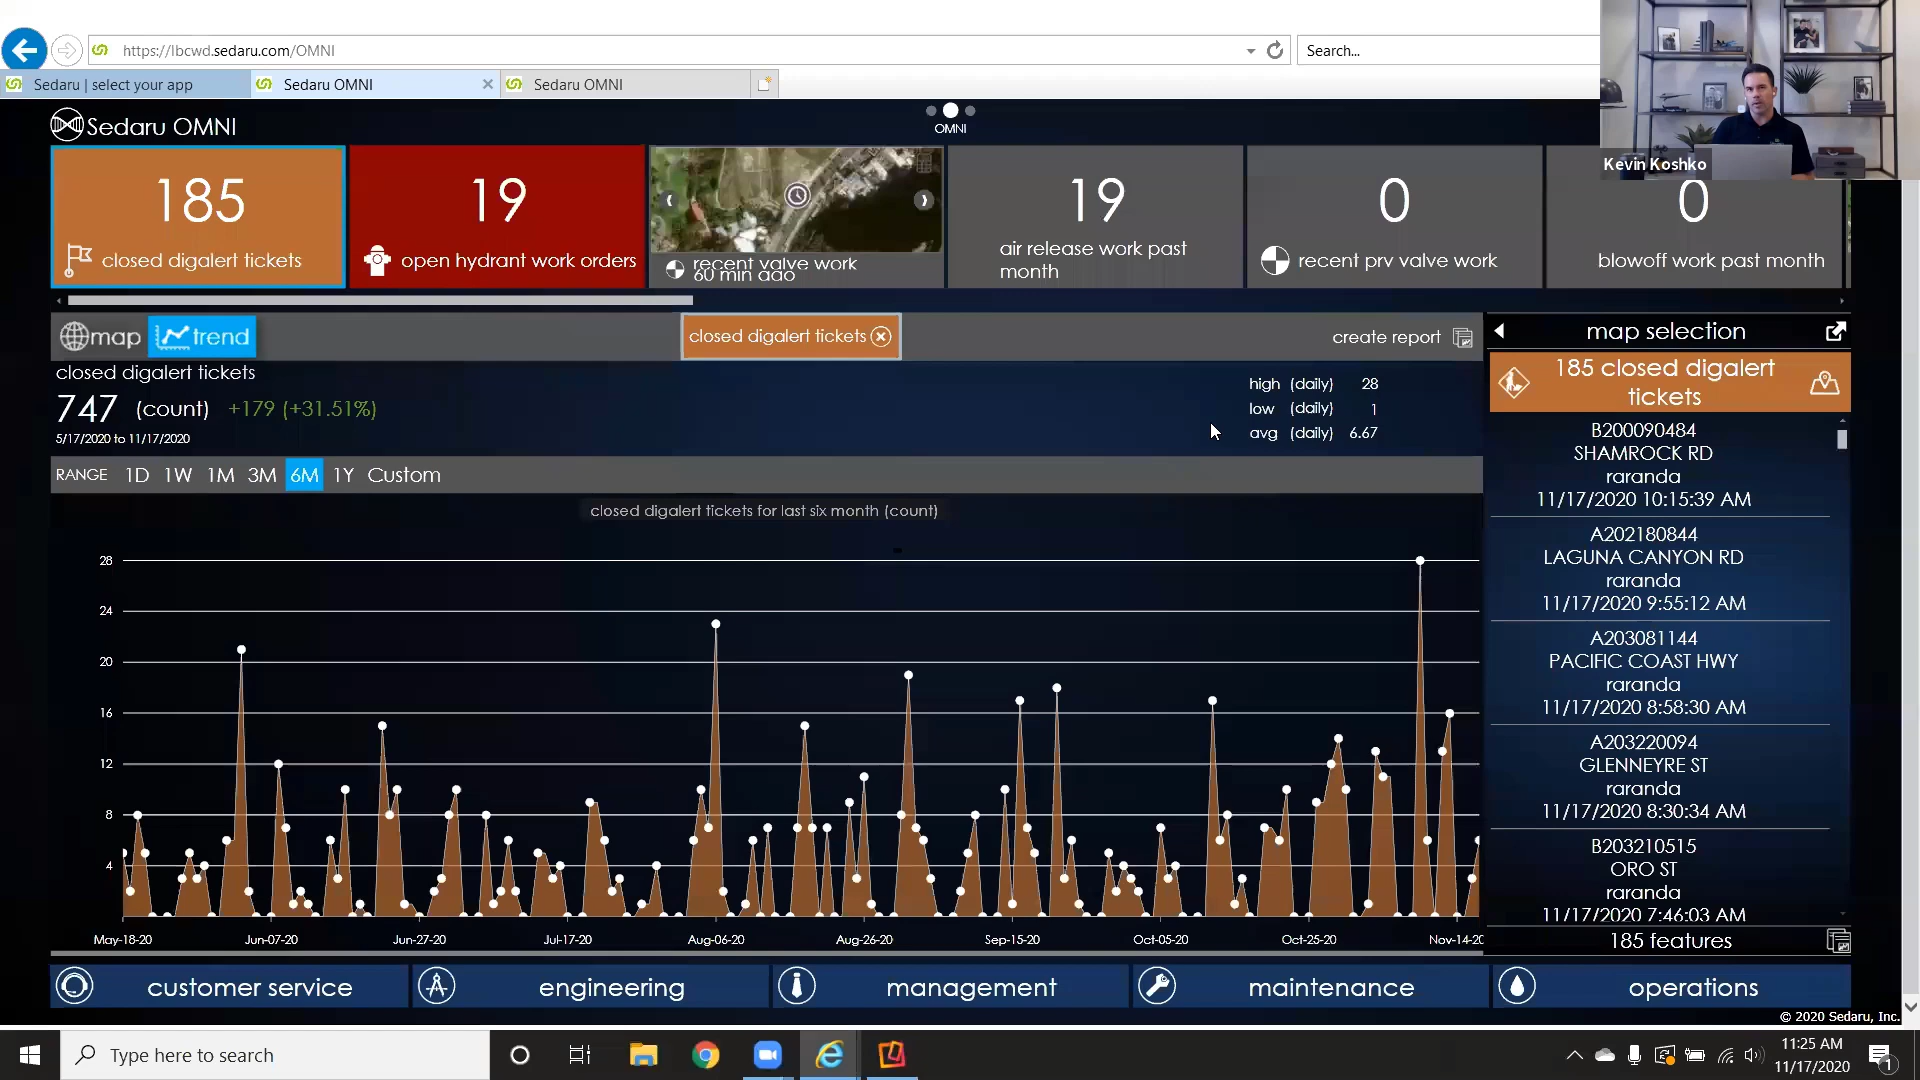 https://lbcwd.sedaru.com/OMNI
Search...
Sedaru | select your app
Sedaru OMNI
Sedaru OMNI
Kevin Koshko
Sedaru OMNI
OMNI
185
closed digalert tickets
19
open hydrant work orders
recent valve work
60 min ago
19
air release work past
month
0
recent prv valve work
0
blowoff work past month
map
trend
closed digalert tickets
create report
map selection
closed digalert tickets
747 (count) +179 (+31.51%)
5/17/2020 to 11/17/2020
high (daily) 28
low (daily) 1
avg (daily) 6.67
RANGE 1D 1W 1M 3M 6M 1Y Custom
closed digalert tickets for last six month (count)
28
24
20
16
12
8
4
May-18-20 Jun-07-20 Jun-27-20 Jul-17-20 Aug-06-20 Aug-26-20 Sep-15-20 Oct-05-20 Oct-25-20 Nov-14-20
185 closed digalert
tickets
B200090484
SHAMROCK RD
raranda
11/17/2020 10:15:39 AM
A202180844
LAGUNA CANYON RD
raranda
11/17/2020 9:55:12 AM
A203081144
PACIFIC COAST HWY
raranda
11/17/2020 8:58:30 AM
A203220094
GLENNEYRE ST
raranda
11/17/2020 8:30:34 AM
B203210515
ORO ST
raranda
11/17/2020 7:46:03 AM
185 features
customer service
engineering
management
maintenance
operations
© 2020 Sedaru, Inc.
Type here to search
11:25 AM
11/17/2020
1